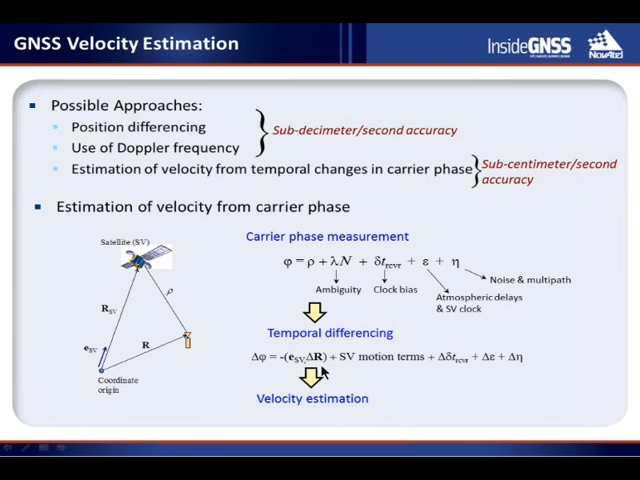 GNSS Velocity Estimation
InsideGNSS
NovAtel
Possible Approaches:
Position differencing
Use of Doppler frequency
Sub-decimeter/second accuracy
Estimation of velocity from temporal changes in carrier phase
Sub-centimeter/second
accuracy
Estimation of velocity from carrier phase
Satellite (SV)
ρ
R_SV
R
e_SV
Coordinate
origin
Carrier phase measurement
φ = ρ + λN + δt_rcvr + ε + η
Ambiguity
Clock bias
Noise & multipath
Atmospheric delays
& SV clock
Temporal differencing
Δφ = -(e_SV,ΔR) + SV motion terms + Δδt_rcvr + Δε + Δη
Velocity estimation